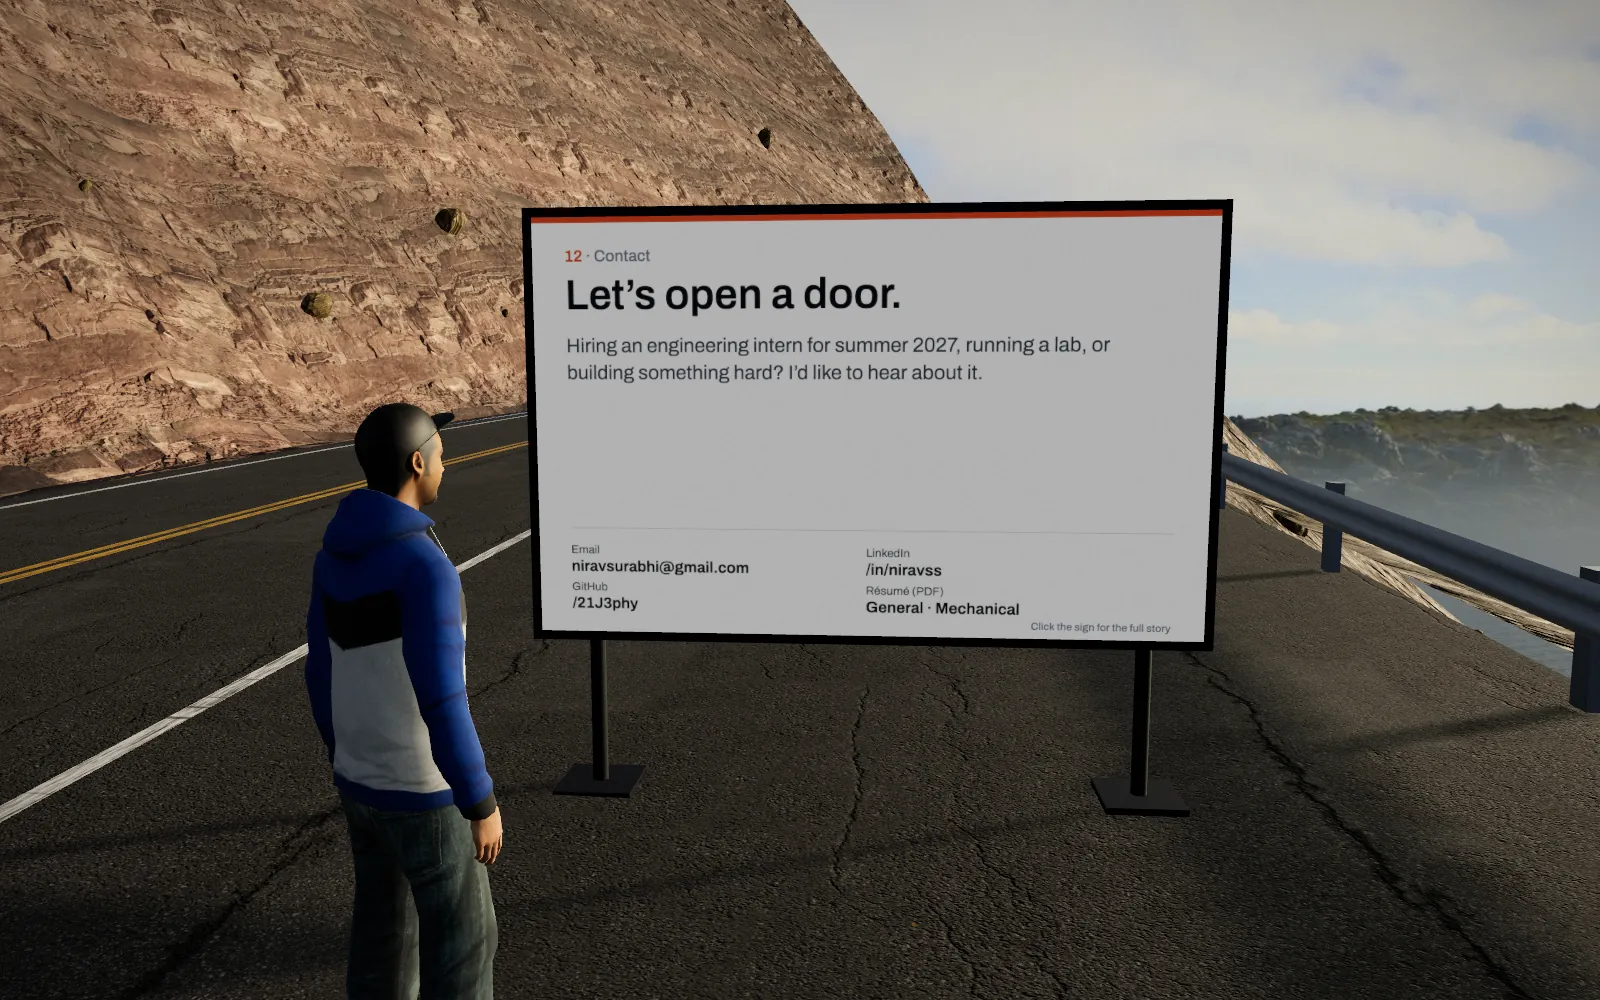 12 · Contact
Let’s open a door.
Hiring an engineering intern for summer 2027, running a lab, or
building something hard? I’d like to hear about it.
Email
niravsurabhi@gmail.com
GitHub
/21J3phy
LinkedIn
/in/niravss
Résumé (PDF)
General · Mechanical
Click the sign for the full story